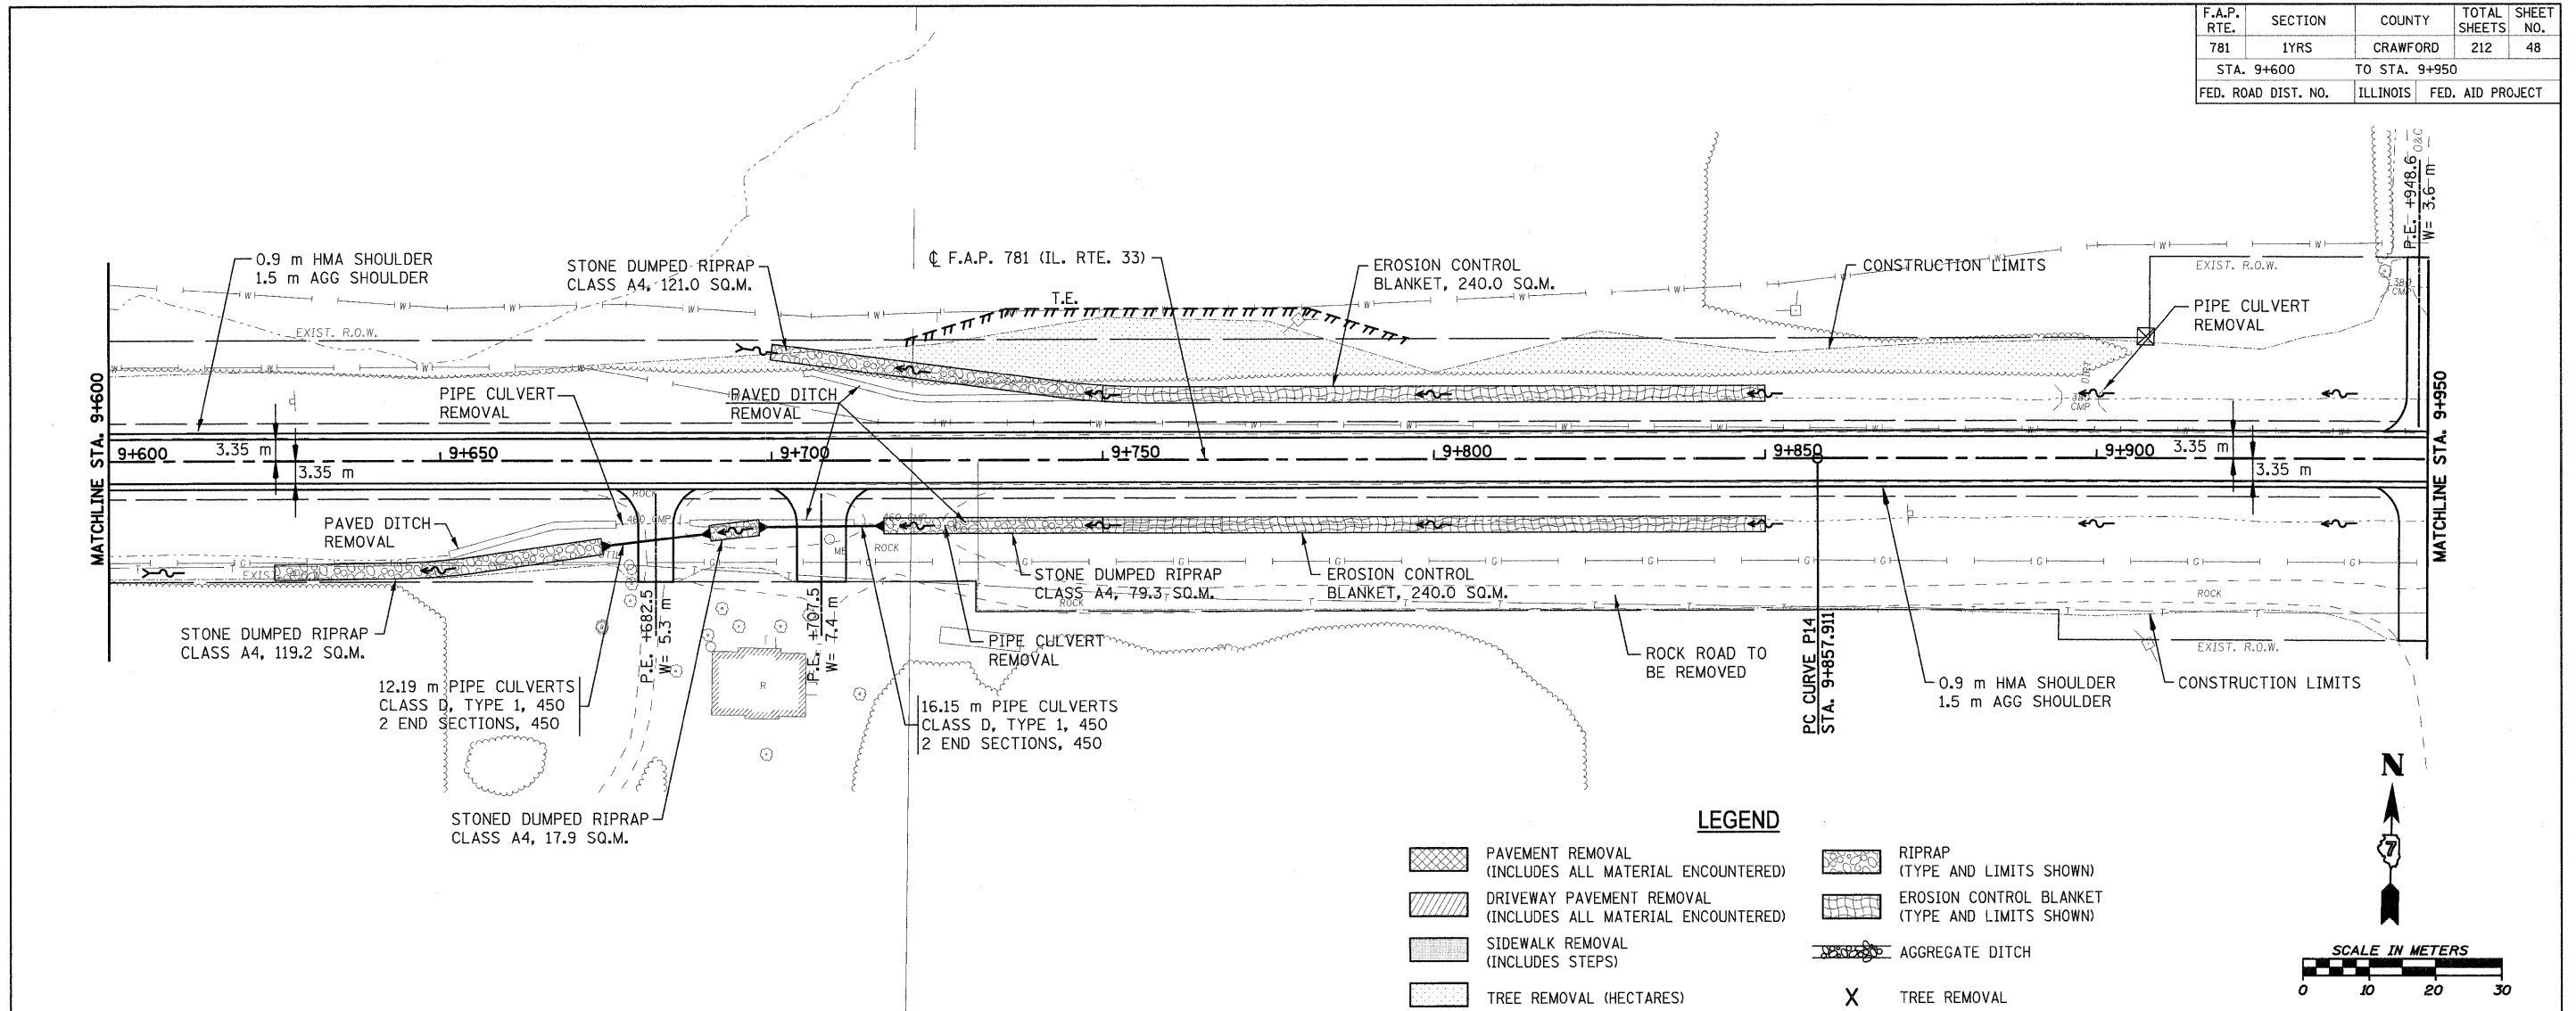 F.A.P. RTE. SECTION COUNTY TOTAL SHEETS SHEET NO.
781 1YRS CRAWFORD 212 48
STA. 9+600 TO STA. 9+950
FED. ROAD DIST. NO. ILLINOIS FED. AID PROJECT
P.E. +948.6
W= 3.6 m
O&C
0.9 m HMA SHOULDER
1.5 m AGG SHOULDER
STONE DUMPED RIPRAP
CLASS A4, 121.0 SQ.M.
℄ F.A.P. 781 (IL. RTE. 33)
T.E.
EROSION CONTROL
BLANKET, 240.0 SQ.M.
CONSTRUCTION LIMITS
EXIST. R.O.W.
PIPE CULVERT
REMOVAL
EXIST. R.O.W.
PIPE CULVERT
REMOVAL
PAVED DITCH
REMOVAL
DIRT
CMP
MATCHLINE STA. 9+600
MATCHLINE STA. 9+950
9+600
3.35 m
3.35 m
9+650
9+700
9+750
9+800
9+850
9+900
3.35 m
3.35 m
ROCK
PAVED DITCH
REMOVAL
ROCK
STONE DUMPED RIPRAP
CLASS A4, 79.3 SQ.M.
EROSION CONTROL
BLANKET, 240.0 SQ.M.
ROCK
ROCK
STONE DUMPED RIPRAP
CLASS A4, 119.2 SQ.M.
P.E. +682.5
W= 5.3 m
P.E. +707.5
W= 7.4 m
PIPE CULVERT
REMOVAL
ROCK ROAD TO
BE REMOVED
PC CURVE P14
STA. 9+857.911
EXIST. R.O.W.
0.9 m HMA SHOULDER
1.5 m AGG SHOULDER
CONSTRUCTION LIMITS
12.19 m PIPE CULVERTS
CLASS D, TYPE 1, 450
2 END SECTIONS, 450
R
16.15 m PIPE CULVERTS
CLASS D, TYPE 1, 450
2 END SECTIONS, 450
STONED DUMPED RIPRAP
CLASS A4, 17.9 SQ.M.
N
7
LEGEND
PAVEMENT REMOVAL
(INCLUDES ALL MATERIAL ENCOUNTERED)
DRIVEWAY PAVEMENT REMOVAL
(INCLUDES ALL MATERIAL ENCOUNTERED)
SIDEWALK REMOVAL
(INCLUDES STEPS)
TREE REMOVAL (HECTARES)
RIPRAP
(TYPE AND LIMITS SHOWN)
EROSION CONTROL BLANKET
(TYPE AND LIMITS SHOWN)
AGGREGATE DITCH
X TREE REMOVAL
SCALE IN METERS
0 10 20 30